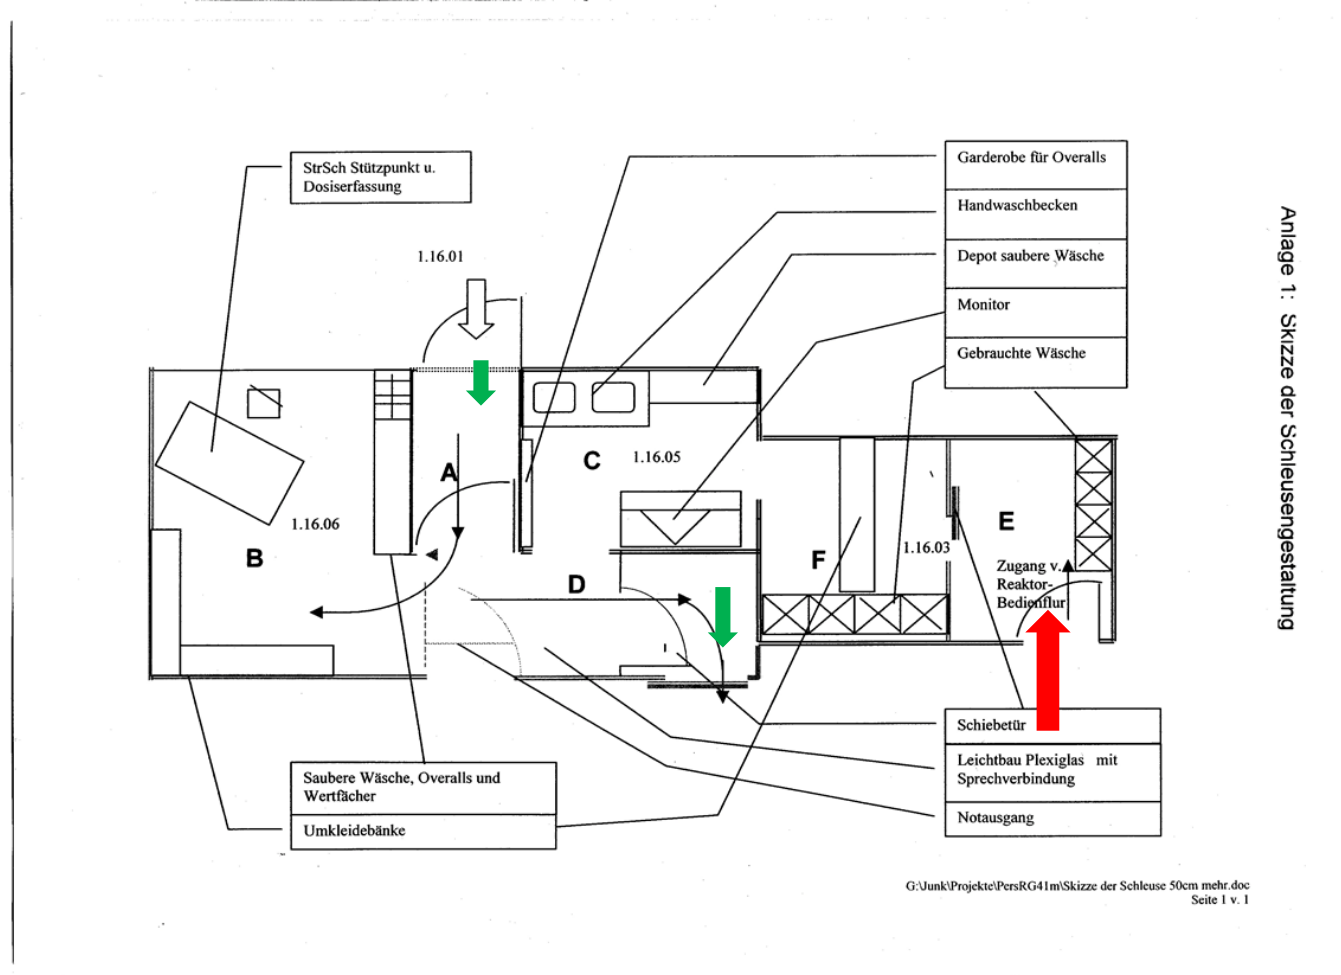 StrSch Stützpunkt u.
Dosiserfassung
1.16.01
Garderobe für Overalls
Handwaschbecken
Depot saubere Wäsche
Monitor
Gebrauchte Wäsche
Anlage 1: Skizze der Schleusengestaltung
A
B
1.16.06
C
1.16.05
D
E
F
1.16.03
Zugang v.
Reaktor-
Bedienflur
Saubere Wäsche, Overalls und
Wertfächer
Umkleidebänke
Schiebetür
Leichtbau Plexiglas mit
Sprechverbindung
Notausgang
G:\Junk\Projekte\PersRG41m\Skizze der Schleuse 50cm mehr.doc
Seite 1 v. 1